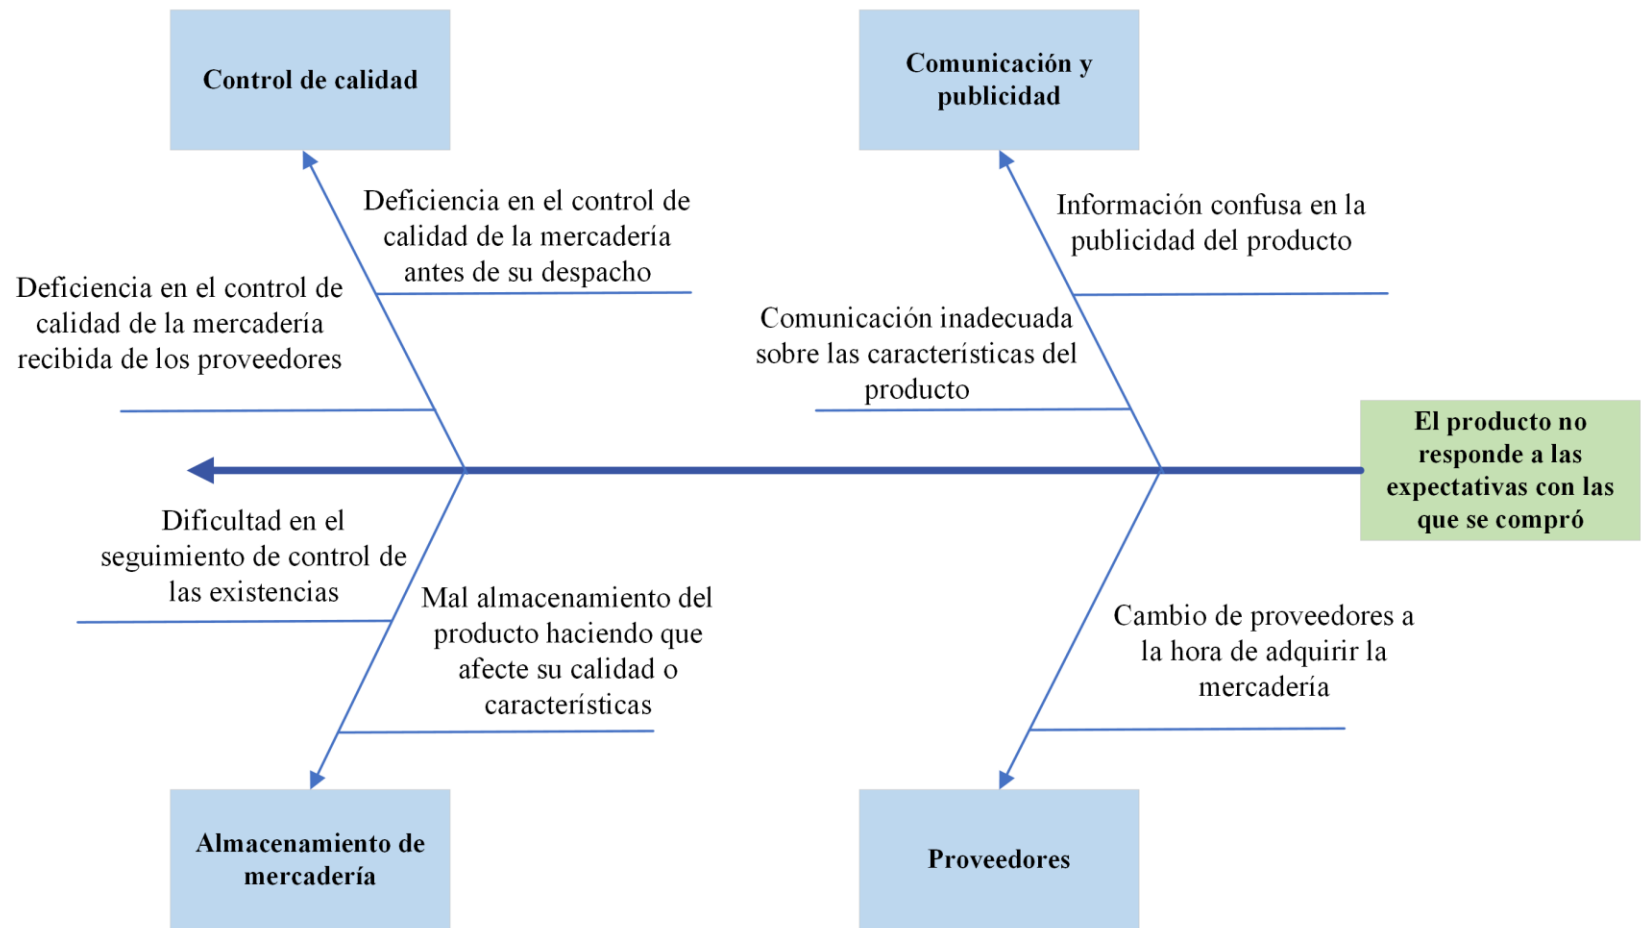 Control de calidad
Comunicación y
publicidad
Deficiencia en el control de
calidad de la mercadería
antes de su despacho
Información confusa en la
publicidad del producto
Deficiencia en el control de
calidad de la mercadería
recibida de los proveedores
Comunicación inadecuada
sobre las características del
producto
El producto no
responde a las
expectativas con las
que se compró
Dificultad en el
seguimiento de control de
las existencias
Mal almacenamiento del
producto haciendo que
afecte su calidad o
características
Cambio de proveedores a
la hora de adquirir la
mercadería
Almacenamiento de
mercadería
Proveedores